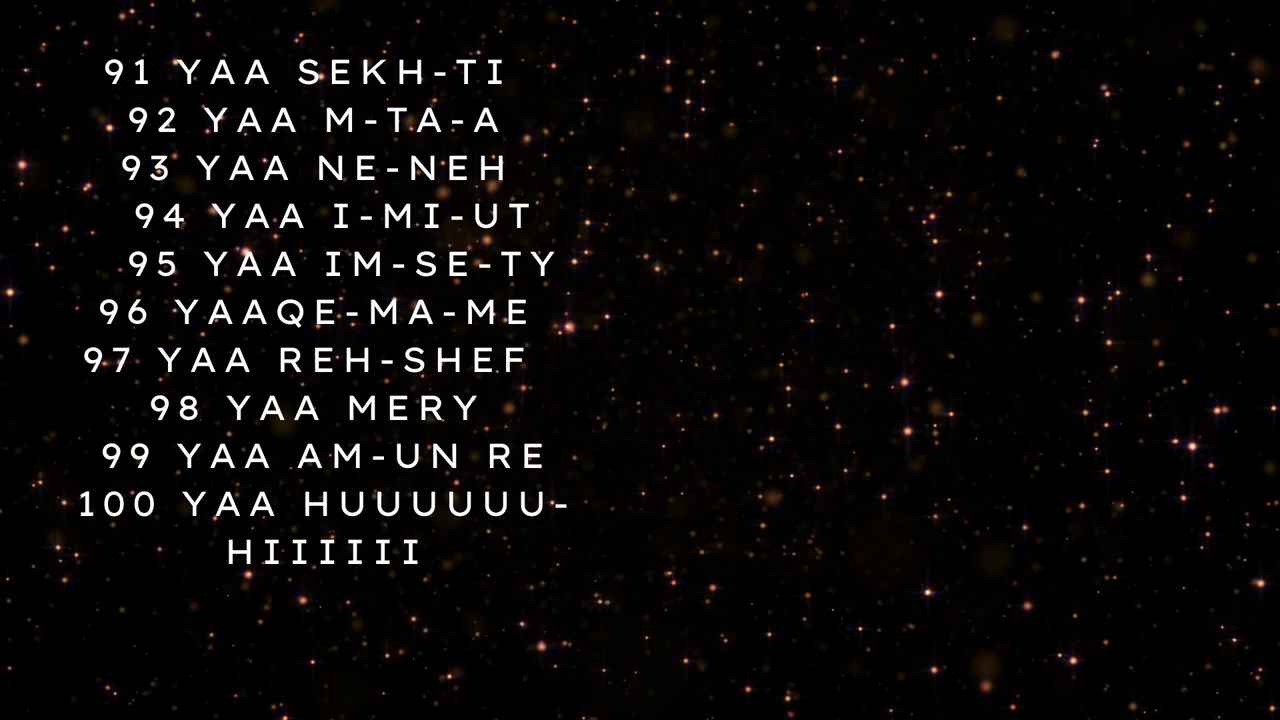 91 YAA SEKH-TI
92 YAA M-TA-A
93 YAA NE-NEH
94 YAA I-MI-UT
95 YAA IM-SE-TY
96 YAAQE-MA-ME
97 YAA REH-SHEF
98 YAA MERY
99 YAA AM-UN RE
100 YAA HUUUUUU-
HIIIIII